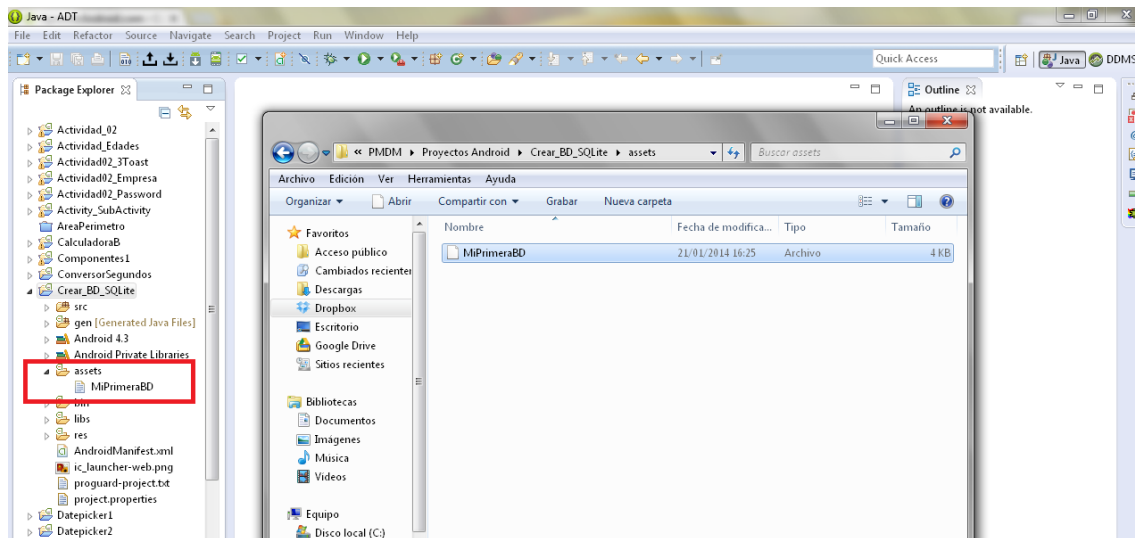 Java - ADT
File Edit Refactor Source Navigate Search Project Run Window Help
Quick Access
Java
DDMS
Package Explorer
Outline
An outline is not available.
Actividad_02
Actividad_Edades
Actividad02_3Toast
Actividad02_Empresa
Actividad02_Password
Activity_SubActivity
AreaPerimetro
CalculadoraB
Componentes1
ConversorSegundos
Crear_BD_SQLite
src
gen [Generated Java Files]
Android 4.3
Android Private Libraries
assets
MiPrimeraBD
bin
libs
res
AndroidManifest.xml
ic_launcher-web.png
proguard-project.txt
project.properties
Datepicker1
Datepicker2
« PMDM Proyectos Android Crear_BD_SQLite assets
Buscar assets
Archivo Edición Ver Herramientas Ayuda
Organizar Abrir Compartir con Grabar Nueva carpeta
Favoritos
Acceso público
Cambiados recienter
Descargas
Dropbox
Escritorio
Google Drive
Sitios recientes
Bibliotecas
Documentos
Imágenes
Música
Vídeos
Equipo
Disco local (C:)
Nombre Fecha de modifica... Tipo Tamaño
MiPrimeraBD 21/01/2014 16:25 Archivo 4 KB